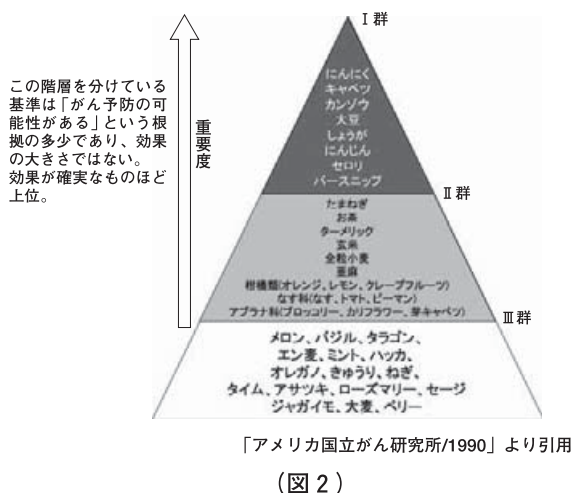 この階層を分けている
基準は「がん予防の可
能性がある」という根
拠の多少であり、効果
の大きさではない。
効果が確実なものほど
上位。
重要度
Ⅰ群
にんにく
キャベツ
カンゾウ
大豆
しょうが
にんじん
セロリ
パースニップ
Ⅱ群
たまねぎ
お茶
ターメリック
玄米
全粒小麦
亜麻
柑橘類(オレンジ、レモン、グレープフルーツ)
なす科(なす、トマト、ピーマン)
アブラナ科(ブロッコリー、カリフラワー、芽キャベツ)
Ⅲ群
メロン、バジル、タラゴン、
エン麦、ミント、ハッカ、
オレガノ、きゅうり、ねぎ、
タイム、アサツキ、ローズマリー、セージ
ジャガイモ、大麦、ベリー
「アメリカ国立がん研究所/1990」より引用
(図2)